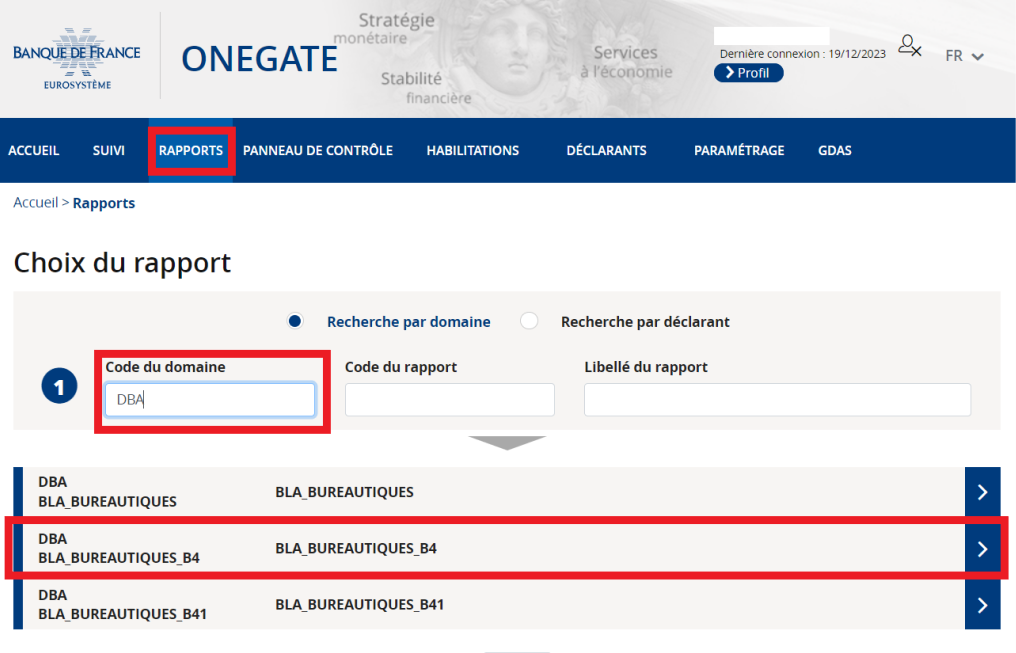 Stratégie
monétaire
Services
à l'économie
Stabilité
financière
BANQUE DE FRANCE
EUROSYSTÈME
ONEGATE
Dernière connexion : 19/12/2023
Profil
FR
ACCUEIL SUIVI RAPPORTS PANNEAU DE CONTRÔLE HABILITATIONS DÉCLARANTS PARAMÉTRAGE GDAS
Accueil > Rapports
Choix du rapport
Recherche par domaine Recherche par déclarant
1
Code du domaine Code du rapport Libellé du rapport
DBA
DBA
BLA_BUREAUTIQUES BLA_BUREAUTIQUES
DBA
BLA_BUREAUTIQUES_B4 BLA_BUREAUTIQUES_B4
DBA
BLA_BUREAUTIQUES_B41 BLA_BUREAUTIQUES_B41